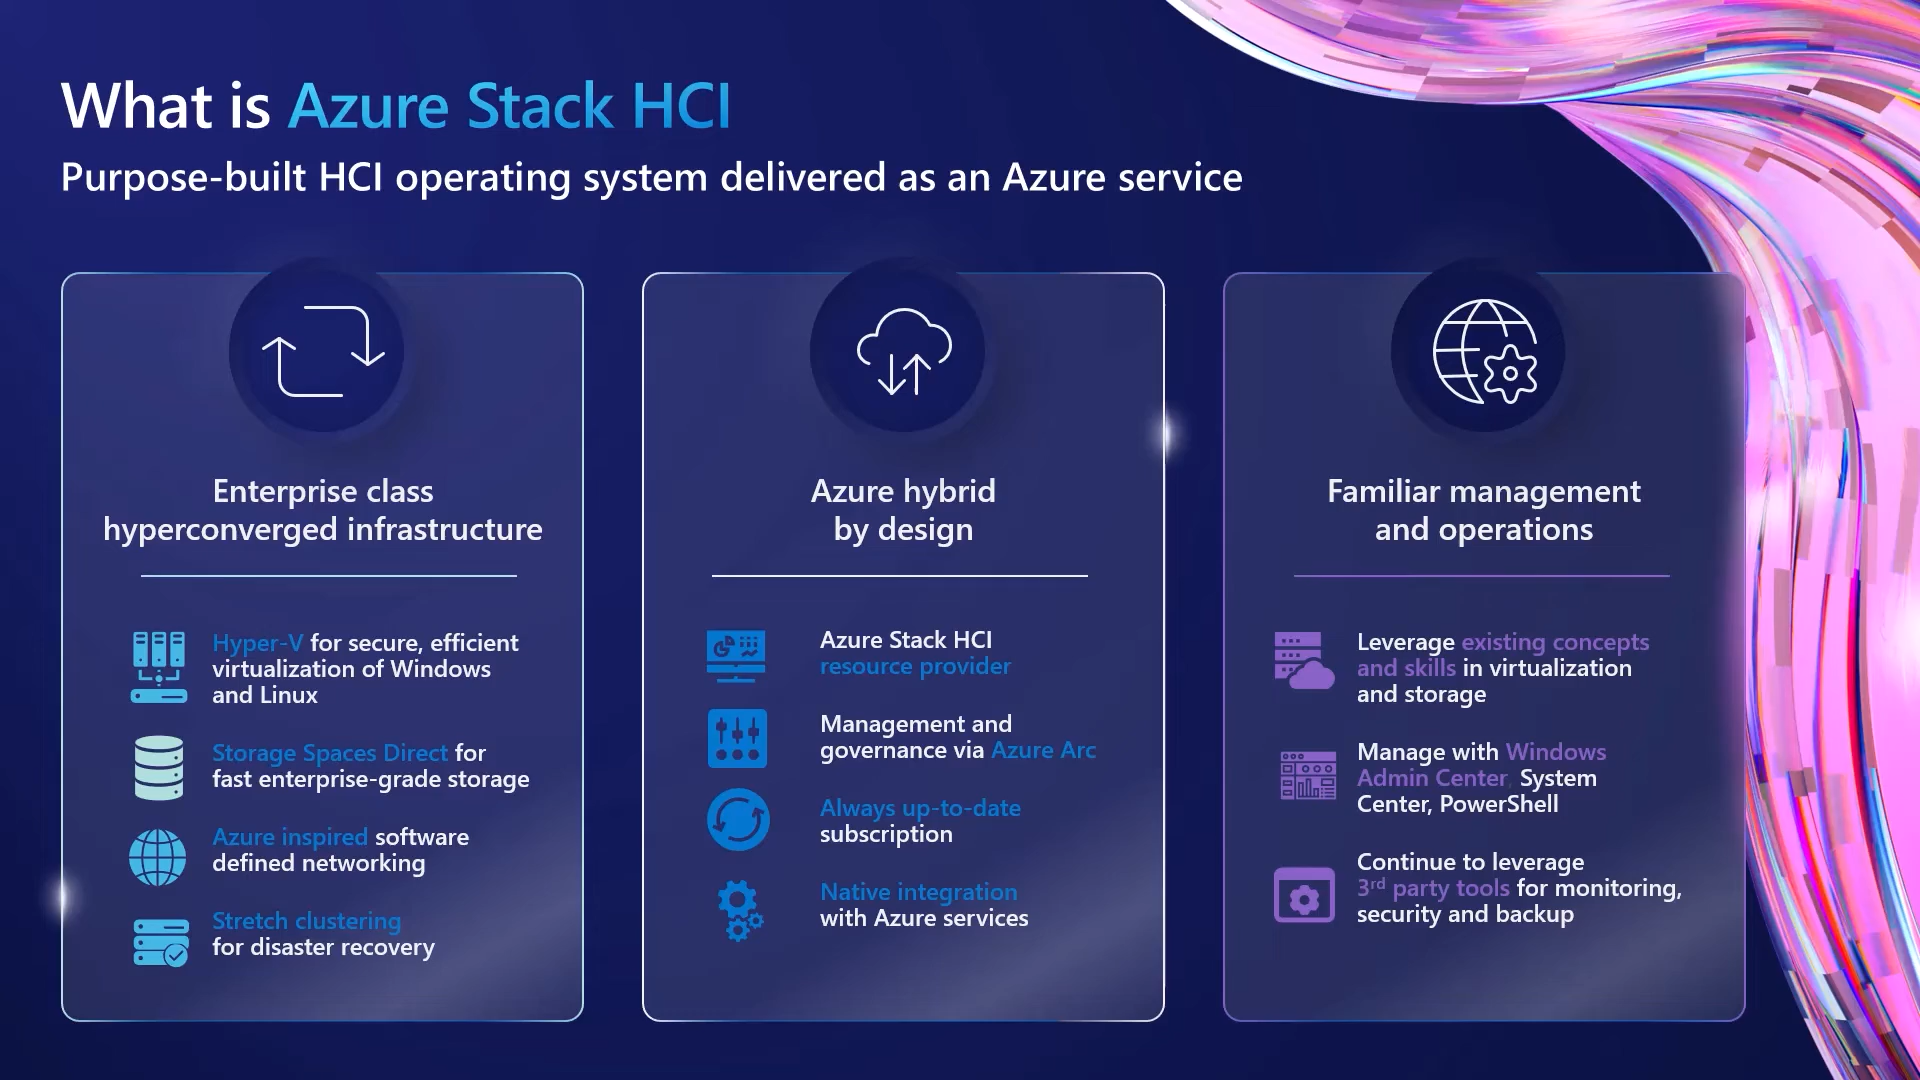 What is Azure Stack HCI
Purpose-built HCI operating system delivered as an Azure service
Enterprise class
hyperconverged infrastructure
Hyper-V for secure, efficient
virtualization of Windows
and Linux
Storage Spaces Direct for
fast enterprise-grade storage
Azure inspired software
defined networking
Stretch clustering
for disaster recovery
Azure hybrid
by design
Azure Stack HCI
resource provider
Management and
governance via Azure Arc
Always up-to-date
subscription
Native integration
with Azure services
Familiar management
and operations
Leverage existing concepts
and skills in virtualization
and storage
Manage with Windows
Admin Center, System
Center, PowerShell
Continue to leverage
3rd party tools for monitoring,
security and backup